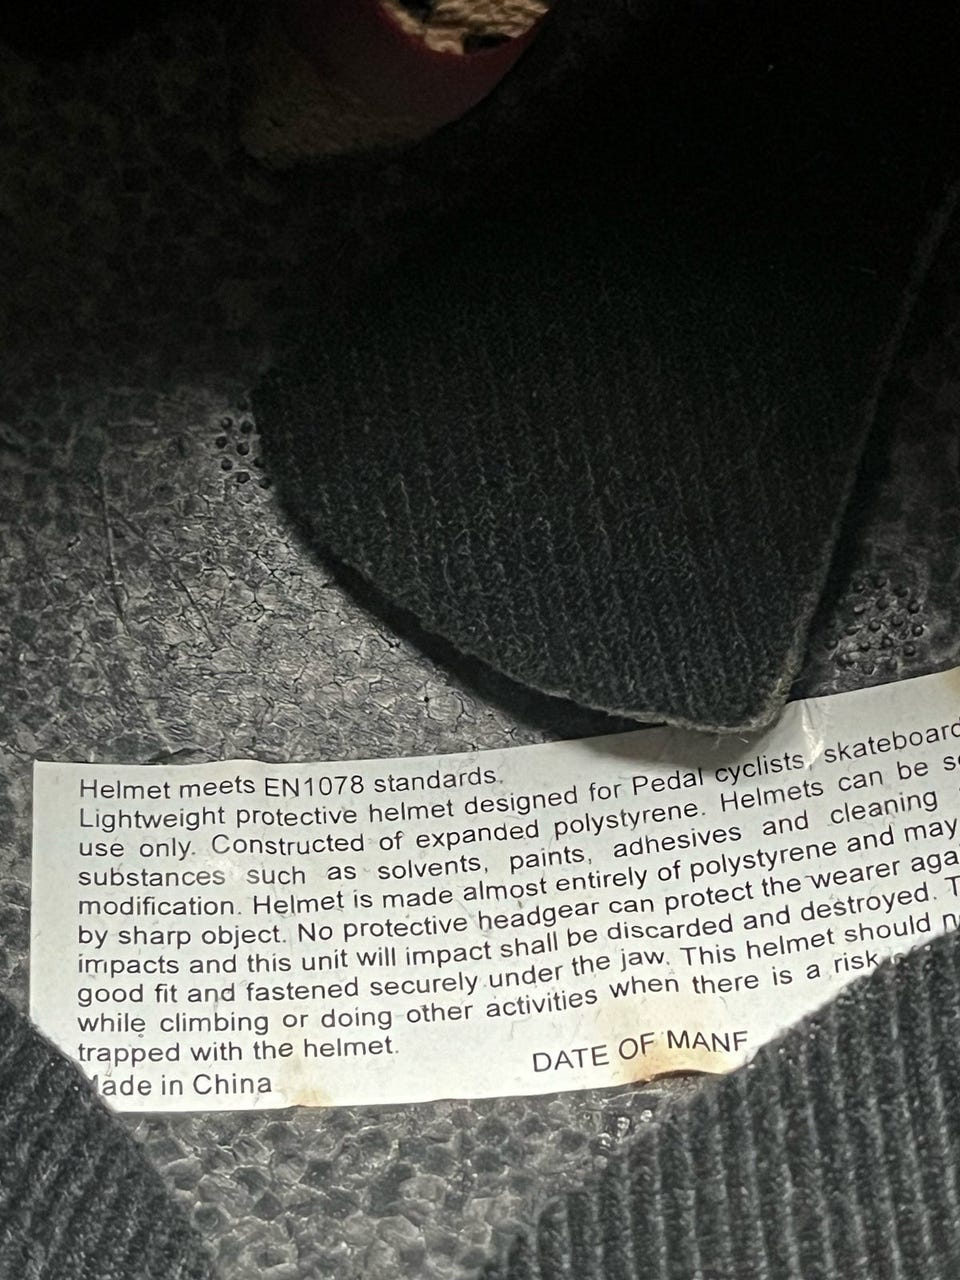 Helmet meets EN1078 standards.
Lightweight protective helmet designed for Pedal cyclists, skateboard
use only. Constructed of expanded polystyrene. Helmets can be
substances such as solvents, paints, adhesives and cleaning
modification. Helmet is made almost entirely of polystyrene and may
by sharp object. No protective headgear can protect the wearer aga
impacts and this unit will impact shall be discarded and destroyed.
good fit and fastened securely under the jaw. This helmet should
while climbing or doing other activities when there is a risk
trapped with the helmet.
Made in China
DATE OF MANF